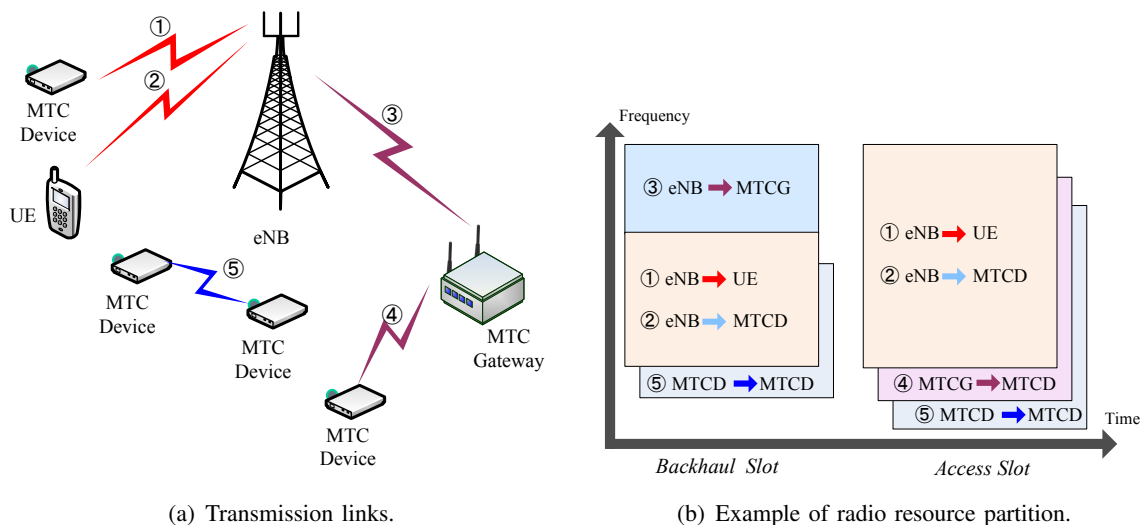 ①
②
③
MTC
Device
UE
eNB
⑤
MTC
Device
MTC
Device
④
MTC
Gateway
MTC
Device
(a) Transmission links.
Frequency
③ eNB MTCG
① eNB UE
② eNB MTCD
⑤ MTCD MTCD
① eNB UE
② eNB MTCD
④ MTCG MTCD
⑤ MTCD MTCD
Time
Backhaul Slot
Access Slot
(b) Example of radio resource partition.